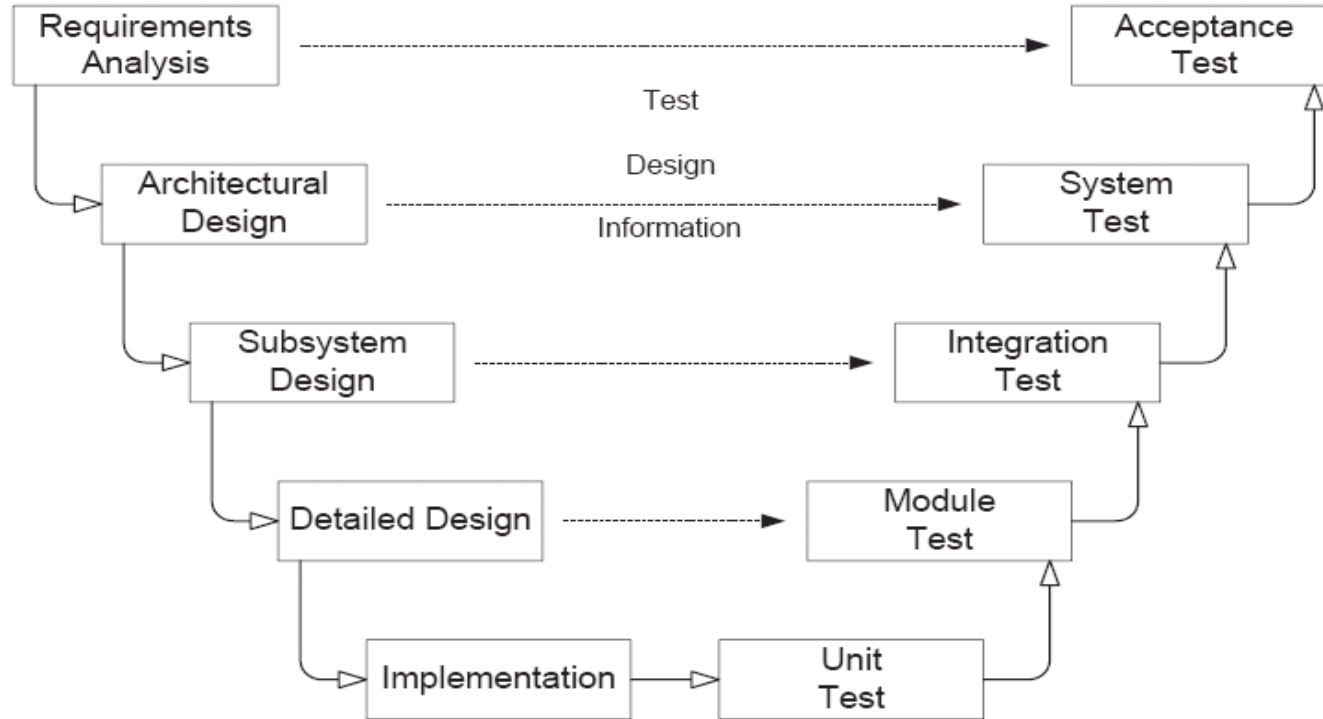 Requirements
Analysis
Acceptance
Test
Test
Architectural
Design
Design
Information
System
Test
Subsystem
Design
Integration
Test
Detailed Design
Module
Test
Implementation
Unit
Test